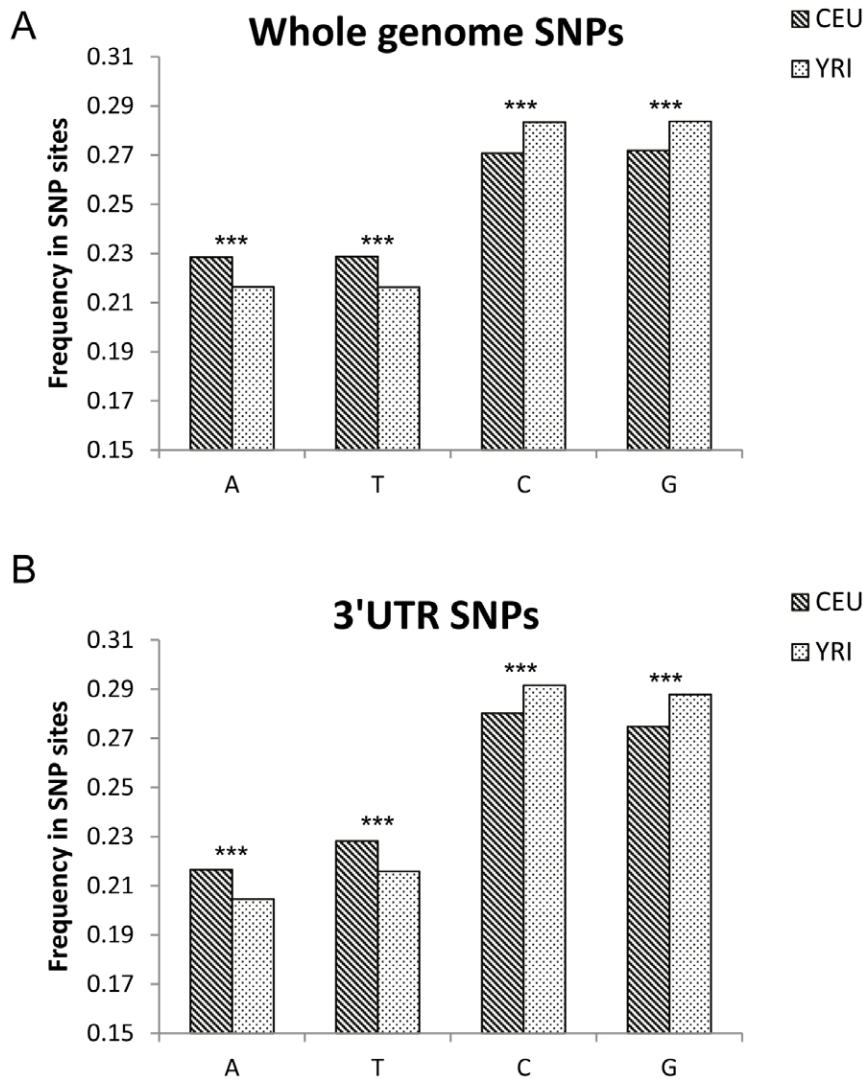 A
Whole genome SNPs
CEU
YRI
Frequency in SNP sites
0.31
0.29
0.27
0.25
0.23
0.21
0.19
0.17
0.15
***
***
***
***
A T C G
B
3'UTR SNPs
CEU
YRI
Frequency in SNP sites
0.31
0.29
0.27
0.25
0.23
0.21
0.19
0.17
0.15
***
***
***
***
A T C G